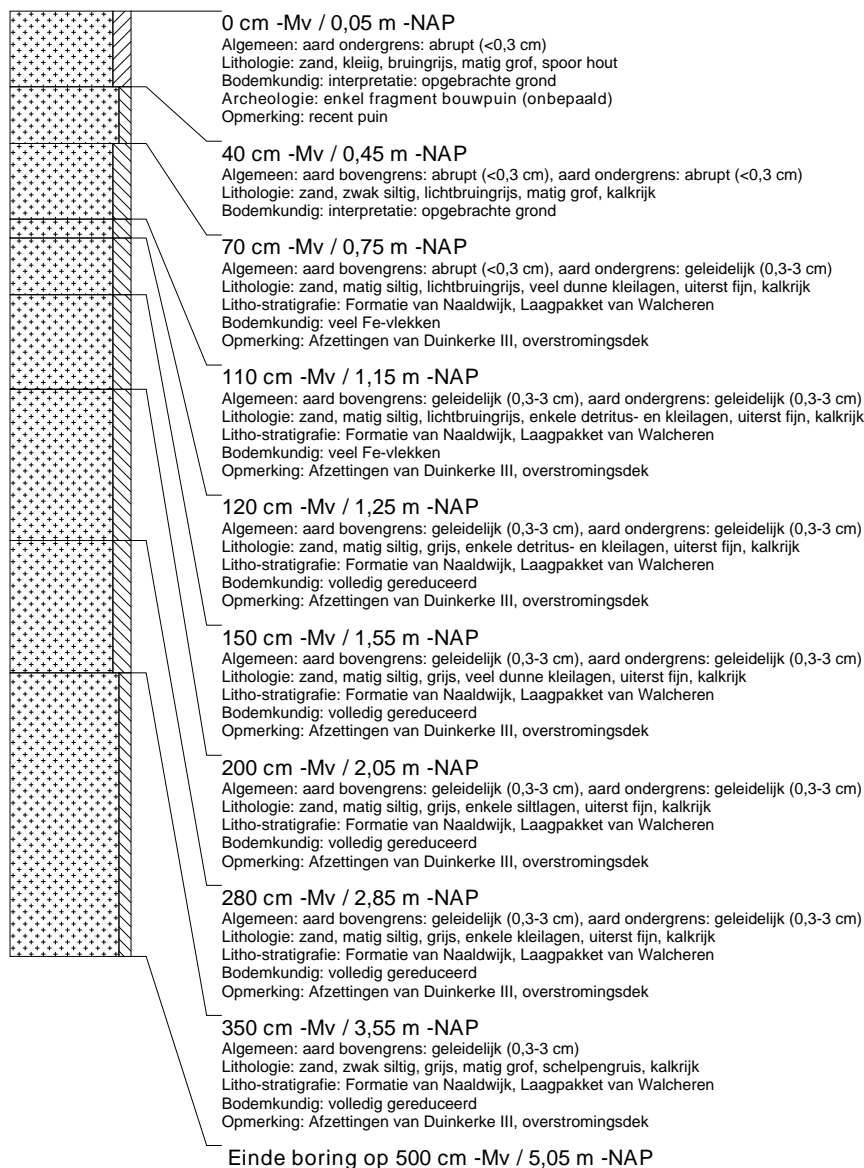 0 cm -Mv / 0,05 m -NAP
Algemeen: aard ondergrens: abrupt (<0,3 cm)
Lithologie: zand, kleiig, bruingrijs, matig grof, spoor hout
Bodemkundig: interpretatie: opgebrachte grond
Archeologie: enkel fragment bouwpuin (onbepaald)
Opmerking: recent puin
40 cm -Mv / 0,45 m -NAP
Algemeen: aard bovengrens: abrupt (<0,3 cm), aard ondergrens: abrupt (<0,3 cm)
Lithologie: zand, zwak siltig, lichtbruingrijs, matig grof, kalkrijk
Bodemkundig: interpretatie: opgebrachte grond
70 cm -Mv / 0,75 m -NAP
Algemeen: aard bovengrens: abrupt (<0,3 cm), aard ondergrens: geleidelijk (0,3-3 cm)
Lithologie: zand, matig siltig, lichtbruingrijs, veel dunne kleilagen, uiterst fijn, kalkrijk
Litho-stratigrafie: Formatie van Naaldwijk, Laagpakket van Walcheren
Bodemkundig: veel Fe-vlekken
Opmerking: Afzettingen van Duinkerke III, overstromingsdek
110 cm -Mv / 1,15 m -NAP
Algemeen: aard bovengrens: geleidelijk (0,3-3 cm), aard ondergrens: geleidelijk (0,3-3 cm)
Lithologie: zand, matig siltig, lichtbruingrijs, enkele detritus- en kleilagen, uiterst fijn, kalkrijk
Litho-stratigrafie: Formatie van Naaldwijk, Laagpakket van Walcheren
Bodemkundig: veel Fe-vlekken
Opmerking: Afzettingen van Duinkerke III, overstromingsdek
120 cm -Mv / 1,25 m -NAP
Algemeen: aard bovengrens: geleidelijk (0,3-3 cm), aard ondergrens: geleidelijk (0,3-3 cm)
Lithologie: zand, matig siltig, grijs, enkele detritus- en kleilagen, uiterst fijn, kalkrijk
Litho-stratigrafie: Formatie van Naaldwijk, Laagpakket van Walcheren
Bodemkundig: volledig gereduceerd
Opmerking: Afzettingen van Duinkerke III, overstromingsdek
150 cm -Mv / 1,55 m -NAP
Algemeen: aard bovengrens: geleidelijk (0,3-3 cm), aard ondergrens: geleidelijk (0,3-3 cm)
Lithologie: zand, matig siltig, grijs, veel dunne kleilagen, uiterst fijn, kalkrijk
Litho-stratigrafie: Formatie van Naaldwijk, Laagpakket van Walcheren
Bodemkundig: volledig gereduceerd
Opmerking: Afzettingen van Duinkerke III, overstromingsdek
200 cm -Mv / 2,05 m -NAP
Algemeen: aard bovengrens: geleidelijk (0,3-3 cm), aard ondergrens: geleidelijk (0,3-3 cm)
Lithologie: zand, matig siltig, grijs, enkele siltlagen, uiterst fijn, kalkrijk
Litho-stratigrafie: Formatie van Naaldwijk, Laagpakket van Walcheren
Bodemkundig: volledig gereduceerd
Opmerking: Afzettingen van Duinkerke III, overstromingsdek
280 cm -Mv / 2,85 m -NAP
Algemeen: aard bovengrens: geleidelijk (0,3-3 cm), aard ondergrens: geleidelijk (0,3-3 cm)
Lithologie: zand, matig siltig, grijs, enkele kleilagen, uiterst fijn, kalkrijk
Litho-stratigrafie: Formatie van Naaldwijk, Laagpakket van Walcheren
Bodemkundig: volledig gereduceerd
Opmerking: Afzettingen van Duinkerke III, overstromingsdek
350 cm -Mv / 3,55 m -NAP
Algemeen: aard bovengrens: geleidelijk (0,3-3 cm)
Lithologie: zand, zwak siltig, grijs, matig grof, schelpengruis, kalkrijk
Litho-stratigrafie: Formatie van Naaldwijk, Laagpakket van Walcheren
Bodemkundig: volledig gereduceerd
Opmerking: Afzettingen van Duinkerke III, overstromingsdek
Einde boring op 500 cm -Mv / 5,05 m -NAP